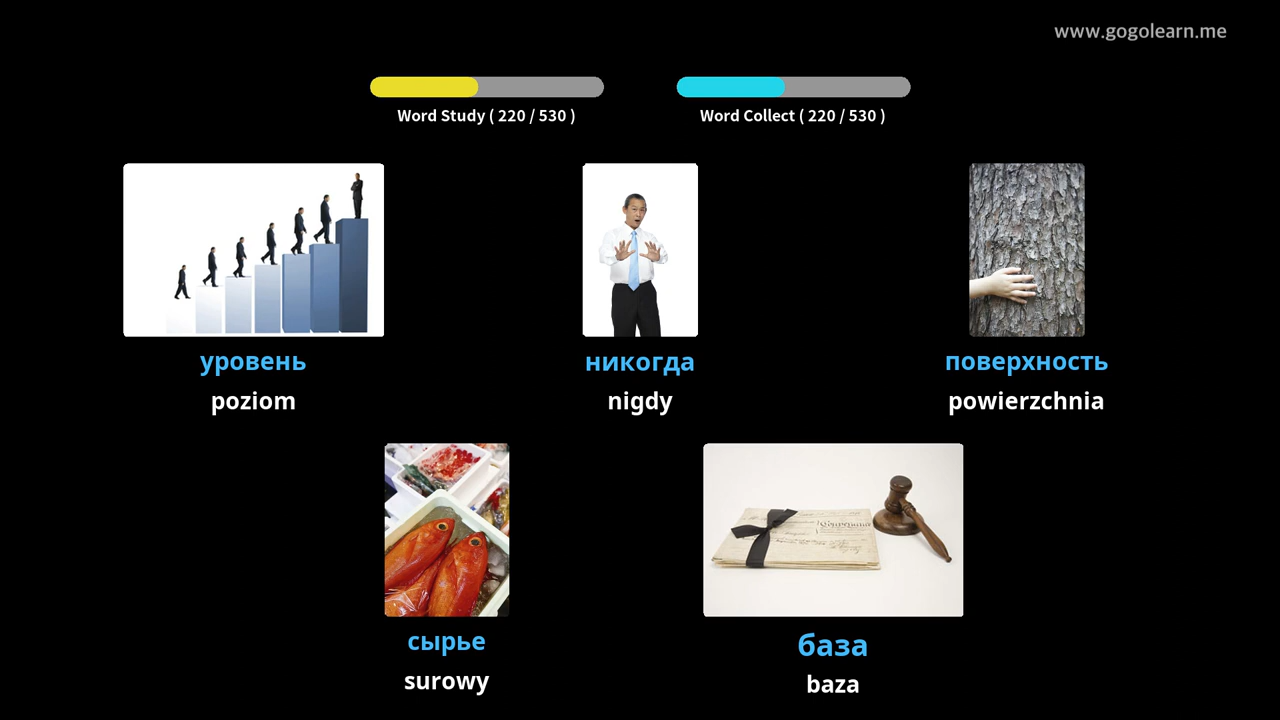 www.gogolearn.me
Word Study ( 220 / 530 )
Word Collect ( 220 / 530 )
уровень
poziom
никогда
nigdy
поверхность
powierzchnia
сырье
surowy
база
baza